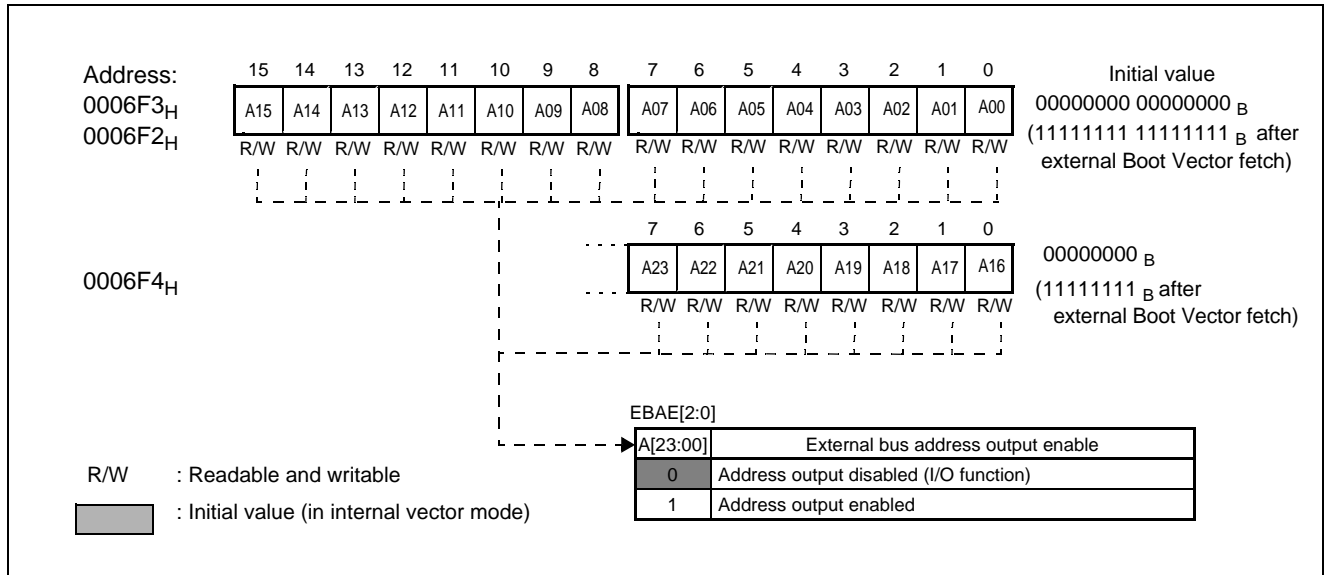 Address:
15 14 13 12 11 10 9 8 7 6 5 4 3 2 1 0
Initial value
0006F3H
A15 A14 A13 A12 A11 A10 A09 A08 A07 A06 A05 A04 A03 A02 A01 A00
00000000 00000000 B
0006F2H
R/W R/W R/W R/W R/W R/W R/W R/W R/W R/W R/W R/W R/W R/W R/W R/W
(11111111 11111111 B after
external Boot Vector fetch)
7 6 5 4 3 2 1 0
0006F4H
A23 A22 A21 A20 A19 A18 A17 A16
00000000 B
R/W R/W R/W R/W R/W R/W R/W R/W
(11111111 B after
external Boot Vector fetch)
EBAE[2:0]
A[23:00] External bus address output enable
0 Address output disabled (I/O function)
1 Address output enabled
R/W : Readable and writable
: Initial value (in internal vector mode)